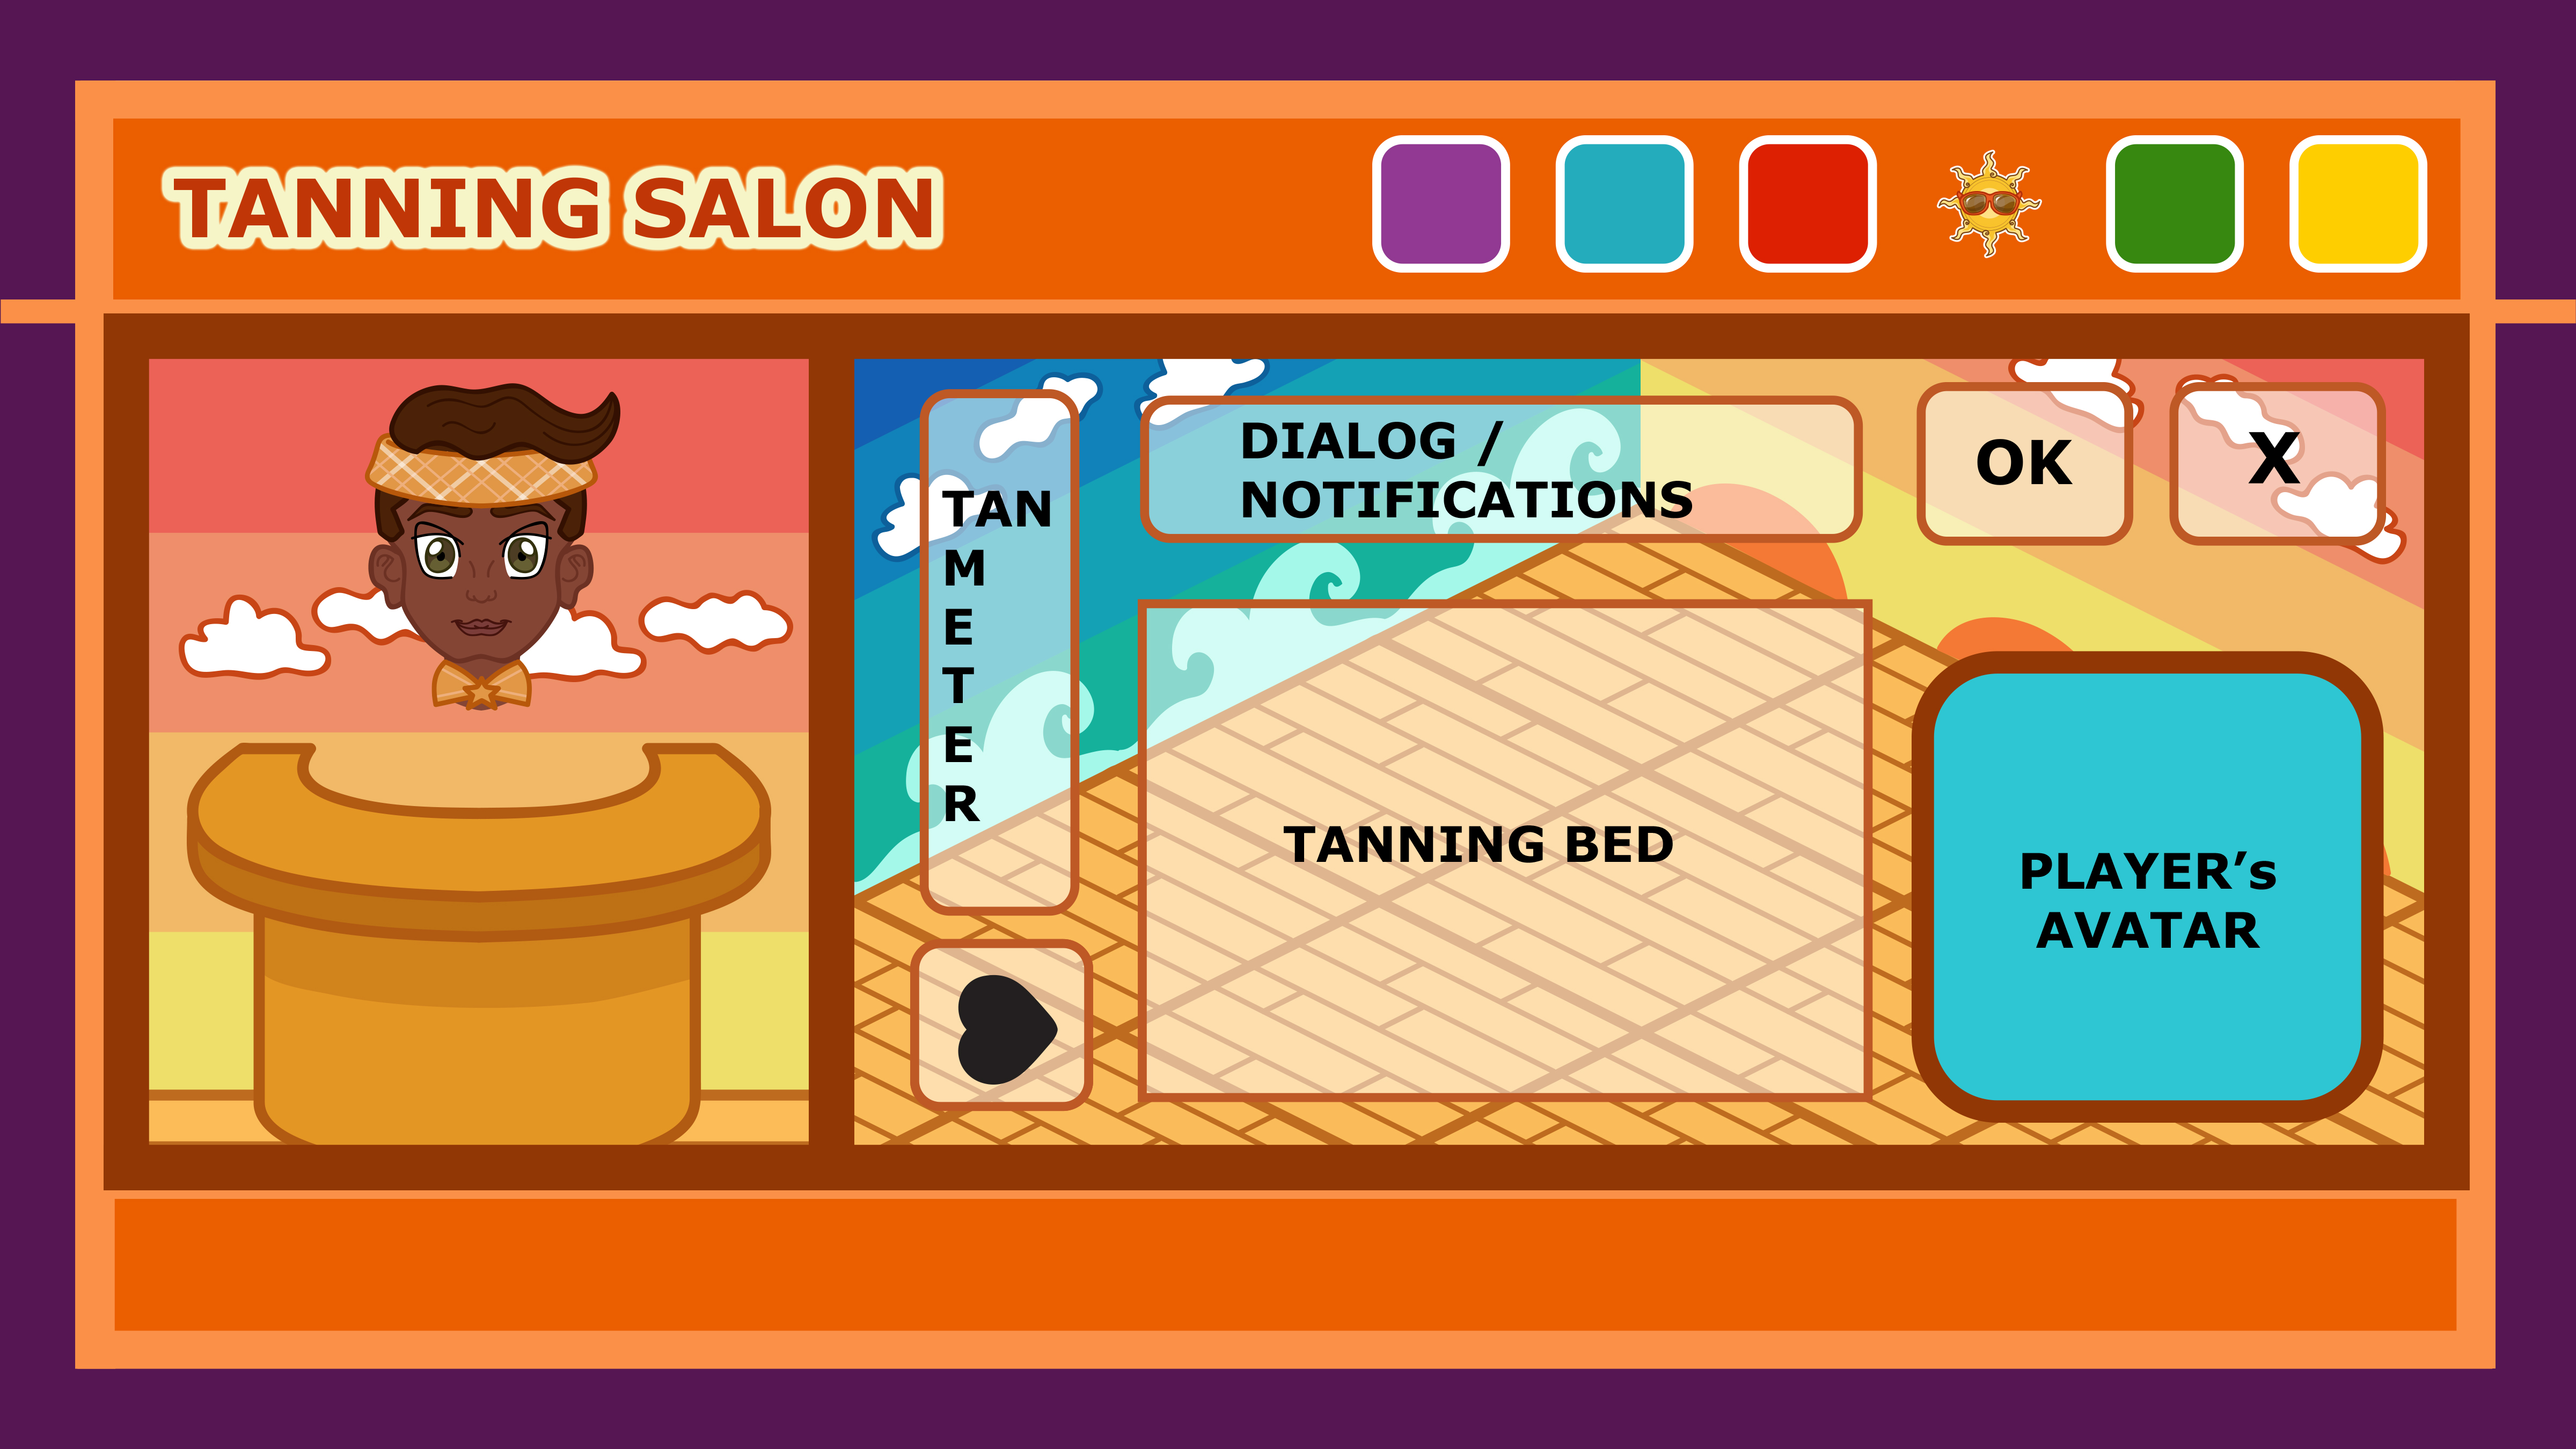 TANNING SALON
DIALOG /
NOTIFICATIONS
OK
X
TAN
M
E
T
E
R
TANNING BED
PLAYER’s
AVATAR